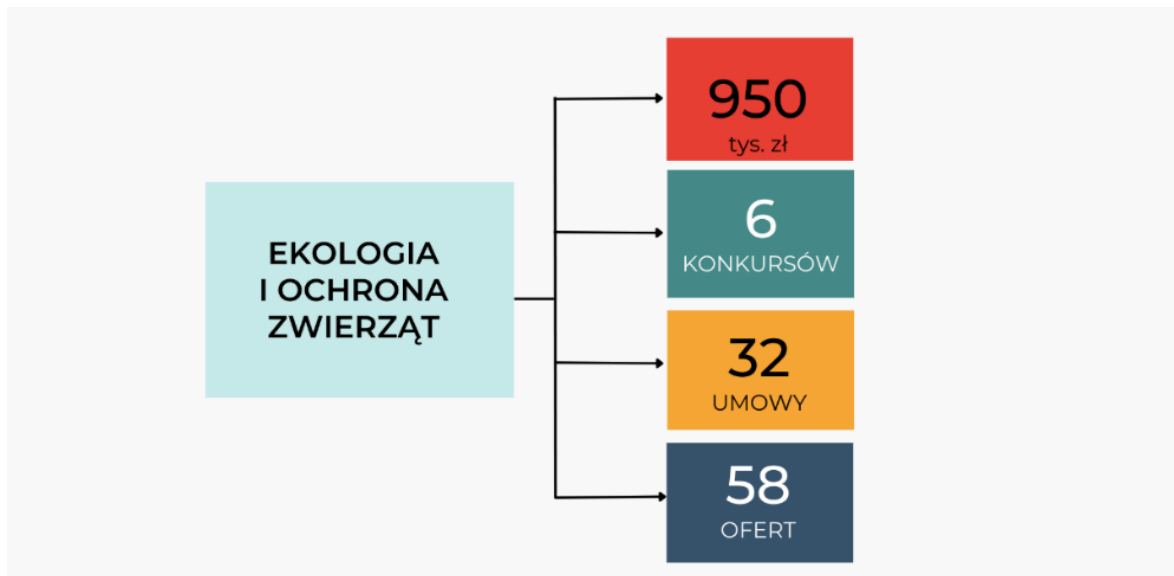 EKOLOGIA
I OCHRONA
ZWIERZĄT
950
tys. zł
6
KONKURSÓW
32
UMOWY
58
OFERT